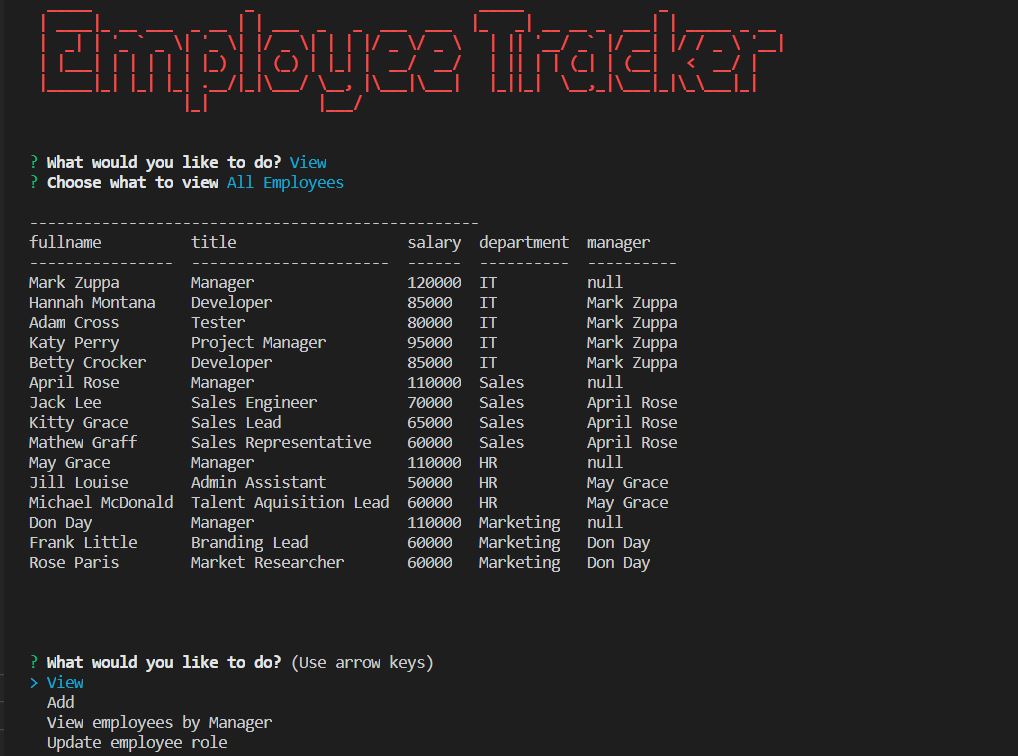 Employee Tracker
? What would you like to do? View
? Choose what to view All Employees
--------------------------------------------------
fullname title salary department manager
---------------- ---------------------- ------ ---------- ----------
Mark Zuppa Manager 120000 IT null
Hannah Montana Developer 85000 IT Mark Zuppa
Adam Cross Tester 80000 IT Mark Zuppa
Katy Perry Project Manager 95000 IT Mark Zuppa
Betty Crocker Developer 85000 IT Mark Zuppa
April Rose Manager 110000 Sales null
Jack Lee Sales Engineer 70000 Sales April Rose
Kitty Grace Sales Lead 65000 Sales April Rose
Mathew Graff Sales Representative 60000 Sales April Rose
May Grace Manager 110000 HR null
Jill Louise Admin Assistant 50000 HR May Grace
Michael McDonald Talent Aquisition Lead 60000 HR May Grace
Don Day Manager 110000 Marketing null
Frank Little Branding Lead 60000 Marketing Don Day
Rose Paris Market Researcher 60000 Marketing Don Day
? What would you like to do? (Use arrow keys)
> View
Add
View employees by Manager
Update employee role